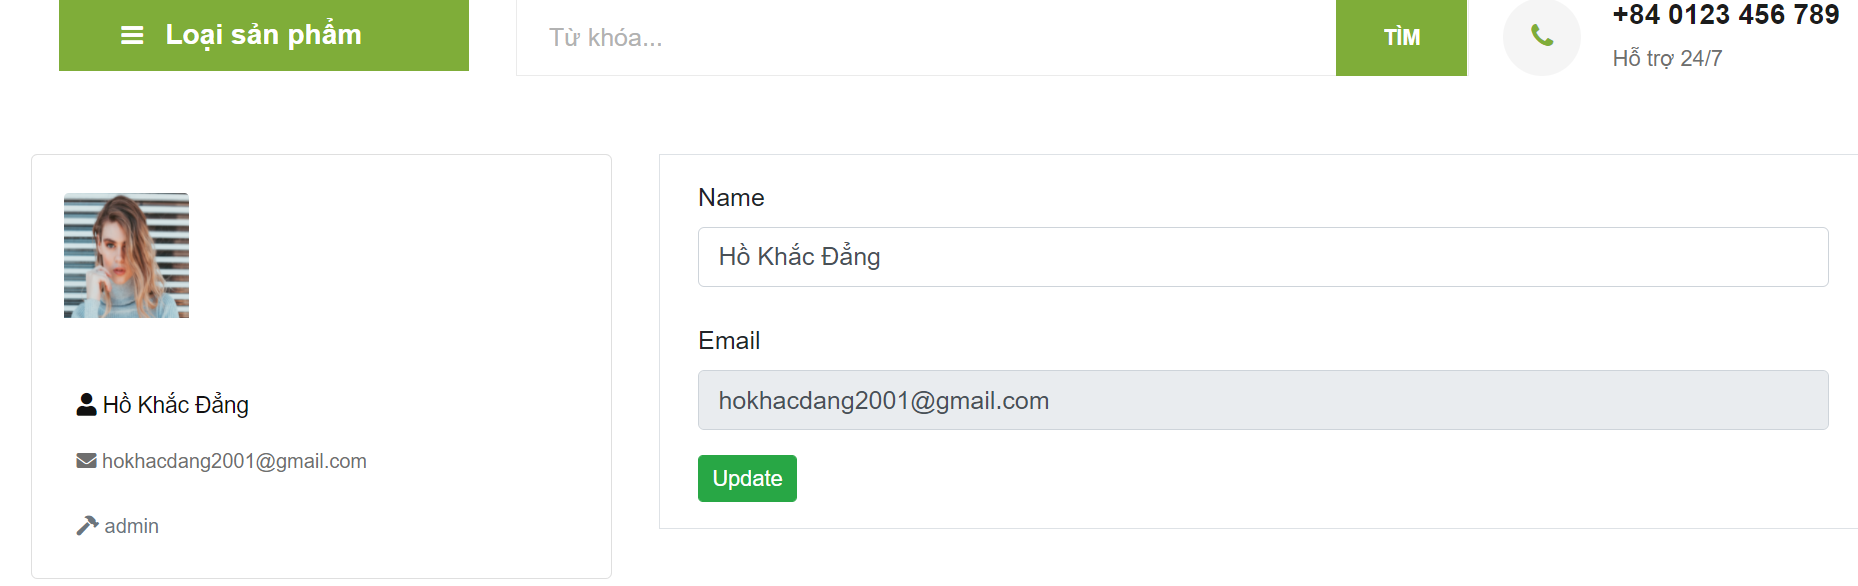 Loại sản phẩm
Từ khóa...
TÌM
+84 0123 456 789
Hỗ trợ 24/7
Hồ Khắc Đẳng
hokhacdang2001@gmail.com
admin
Name
Hồ Khắc Đẳng
Email
hokhacdang2001@gmail.com
Update